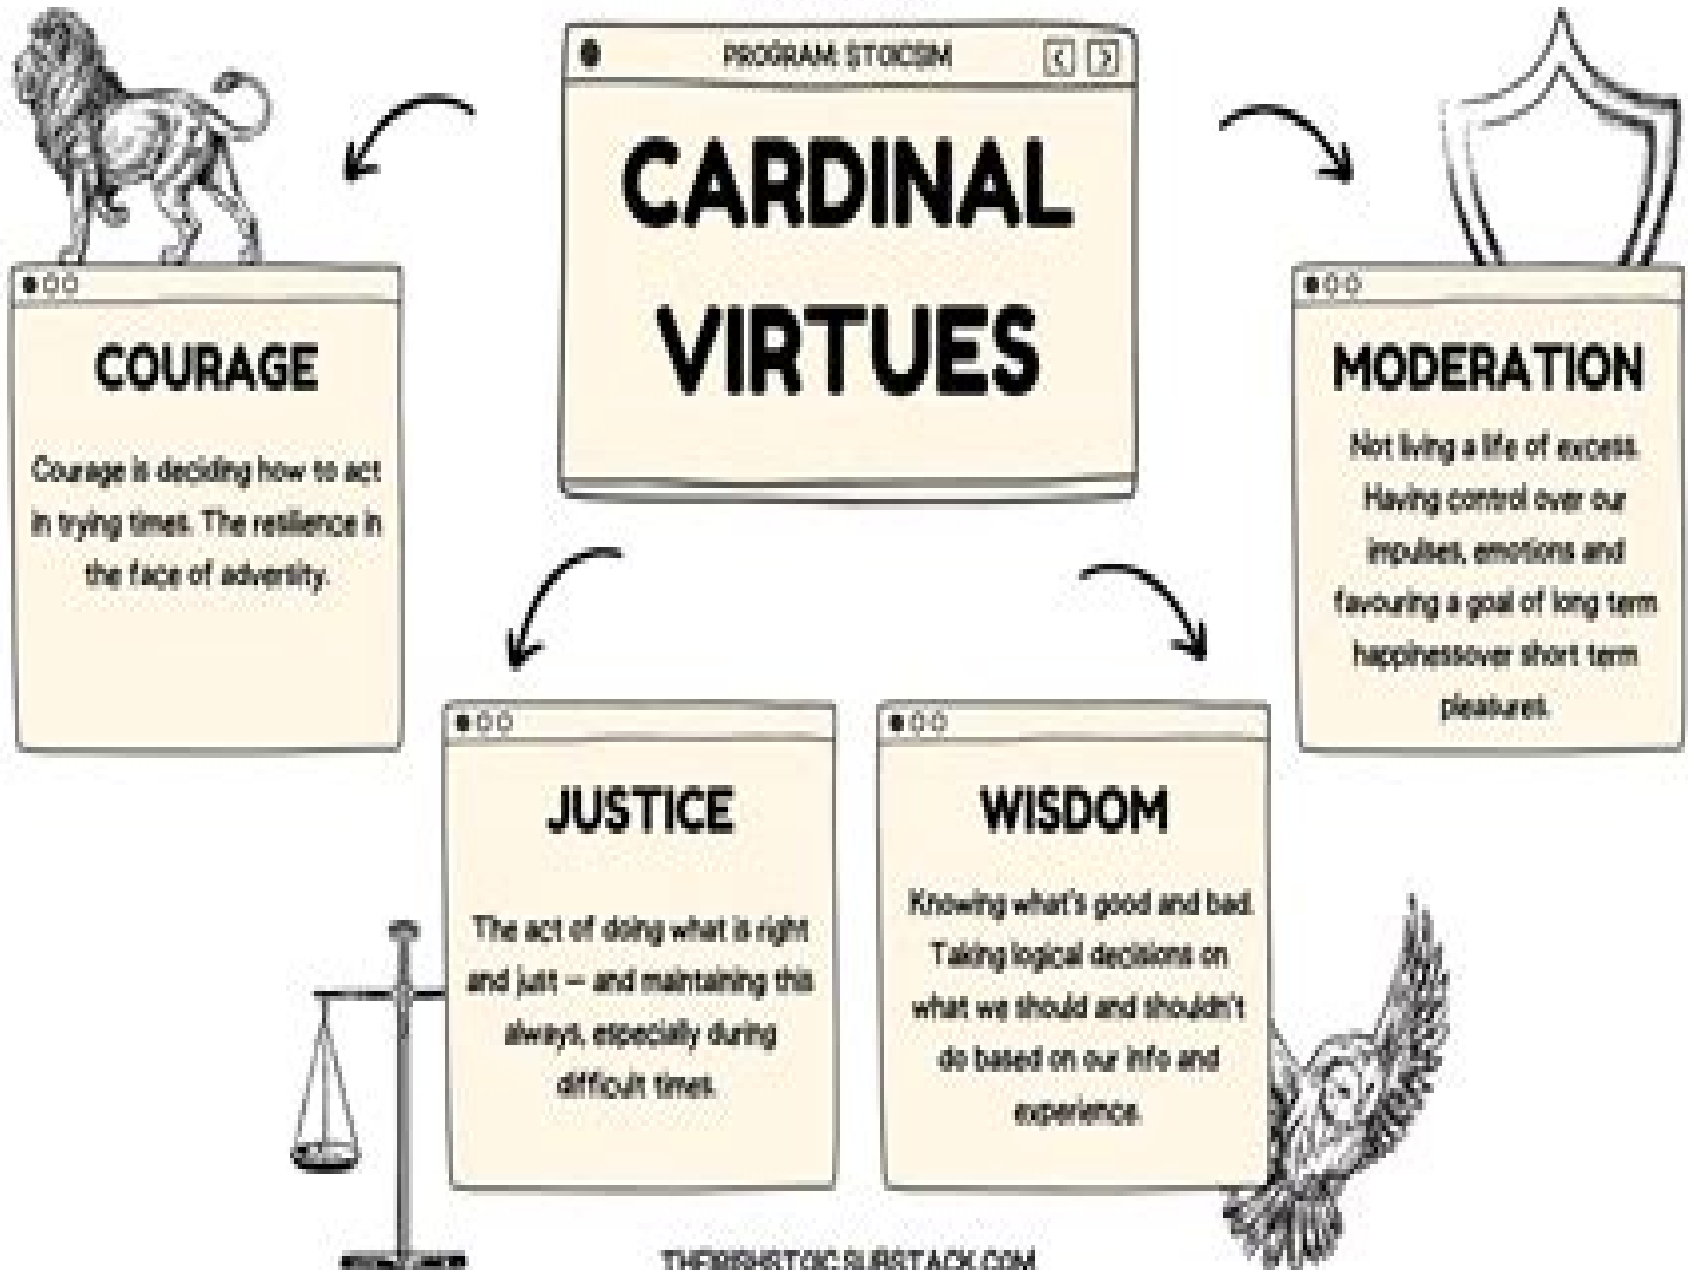 PROGRAM: STOICSIM
CARDINAL
VIRTUES
COURAGE
Courage is deciding how to act
in trying times. The resilience in
the face of adversity.
MODERATION
Not living a life of excess.
Having control over our
impulses, emotions and
favouring a goal of long term
happinessover short term
pleasures.
JUSTICE
The act of doing what is right
and just — and maintaining this
always, especially during
difficult times.
WISDOM
Knowing what's good and bad.
Taking logical decisions on
what we should and shouldn't
do based on our info and
experience.
THEIRISHSTOIC.SUBSTACK.COM